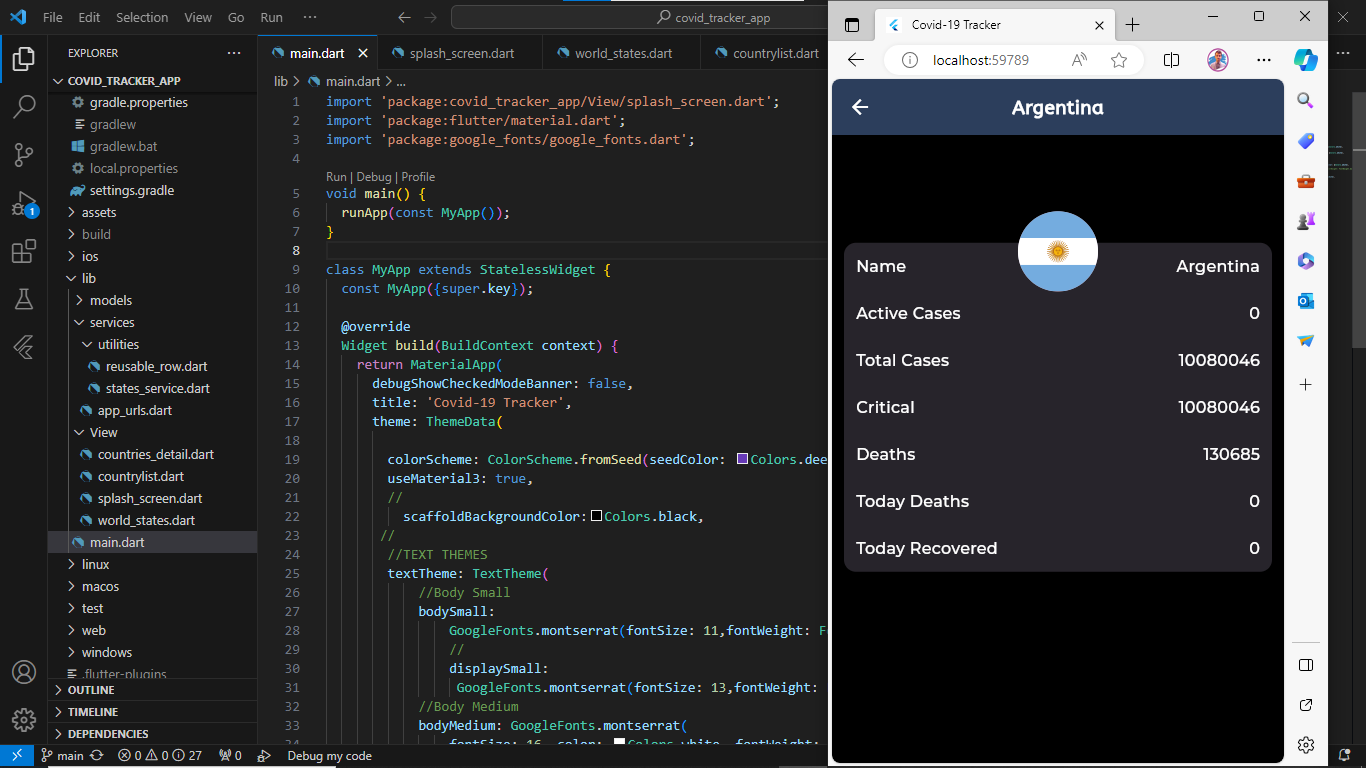 File Edit Selection View Go Run ···
covid_tracker_app
EXPLORER
COVID_TRACKER_APP
gradle.properties
gradlew
gradlew.bat
local.properties
settings.gradle
assets
build
ios
lib
models
services
utilities
reusable_row.dart
states_service.dart
app_urls.dart
View
countries_detail.dart
countrylist.dart
splash_screen.dart
world_states.dart
main.dart
linux
macos
test
web
windows
.flutter-plugins
OUTLINE
TIMELINE
DEPENDENCIES
1
main.dart splash_screen.dart world_states.dart countrylist.dart
lib > main.dart > ...
1 import 'package:covid_tracker_app/View/splash_screen.dart';
2 import 'package:flutter/material.dart';
3 import 'package:google_fonts/google_fonts.dart';
4
Run | Debug | Profile
5 void main() {
6 runApp(const MyApp());
7 }
8
9 class MyApp extends StatelessWidget {
10 const MyApp({super.key});
11
12 @override
13 Widget build(BuildContext context) {
14 return MaterialApp(
15 debugShowCheckedModeBanner: false,
16 title: 'Covid-19 Tracker',
17 theme: ThemeData(
18
19 colorScheme: ColorScheme.fromSeed(seedColor: Colors.dee
20 useMaterial3: true,
21 //
22 scaffoldBackgroundColor: Colors.black,
23 //
24 //TEXT THEMES
25 textTheme: TextTheme(
26 //Body Small
27 bodySmall:
28 GoogleFonts.montserrat(fontSize: 11,fontWeight: F
29 //
30 displaySmall:
31 GoogleFonts.montserrat(fontSize: 13,fontWeight:
32 //Body Medium
33 bodyMedium: GoogleFonts.montserrat(
34 fontSize: 16, color: Colors.white, fontWeight:
main 0 0 27 0 Debug my code
Covid-19 Tracker
localhost:59789
Argentina
Name Argentina
Active Cases 0
Total Cases 10080046
Critical 10080046
Deaths 130685
Today Deaths 0
Today Recovered 0